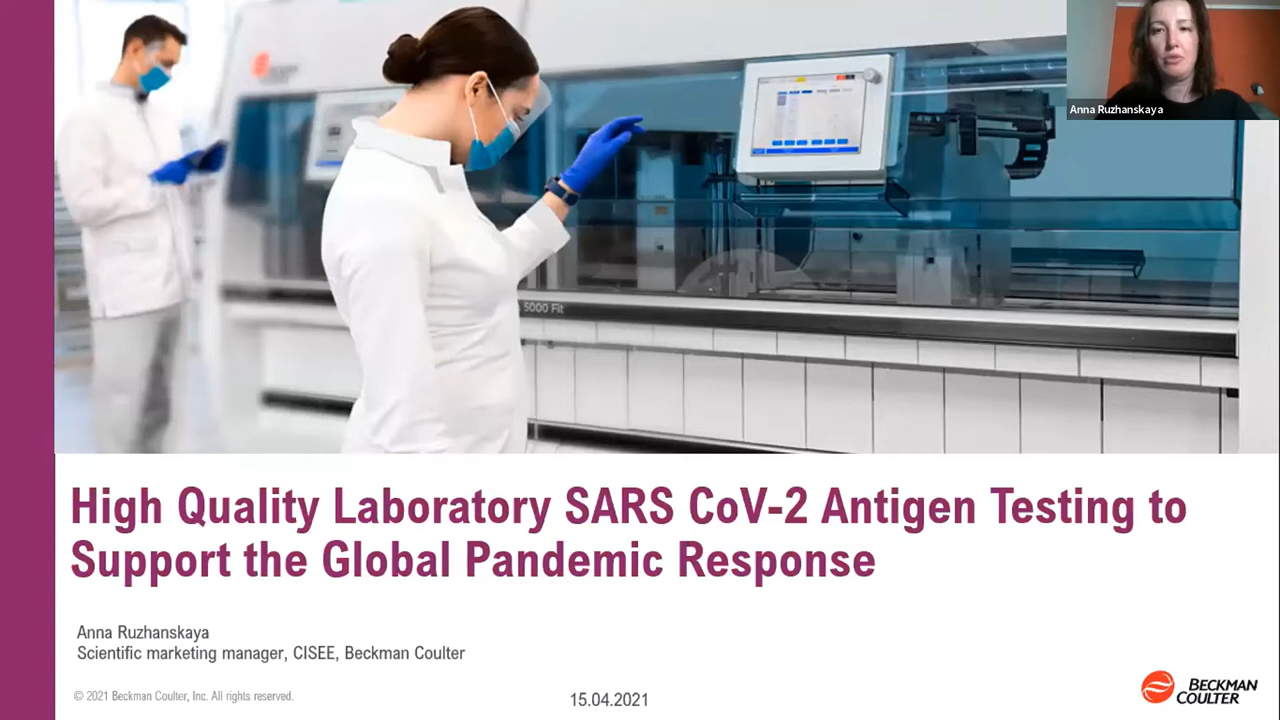 Anna Ruzhanskaya
5000 Fit
High Quality Laboratory SARS CoV-2 Antigen Testing to
Support the Global Pandemic Response
Anna Ruzhanskaya
Scientific marketing manager, CISEE, Beckman Coulter
© 2021 Beckman Coulter, Inc. All rights reserved.
15.04.2021
BECKMAN
COULTER